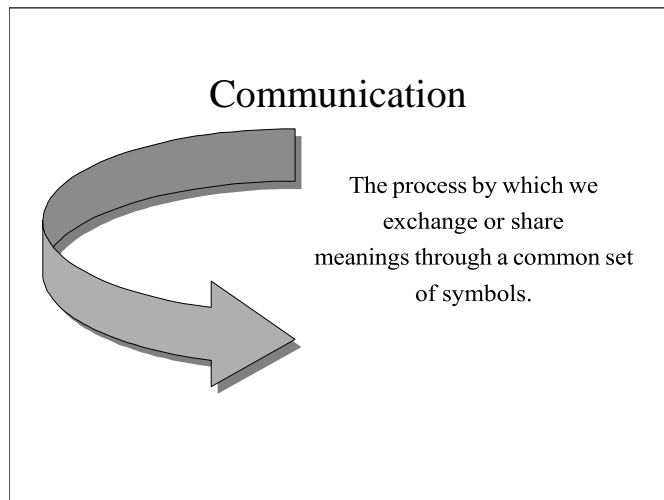 Communication
The process by which we
exchange or share
meanings through a common set
of symbols.